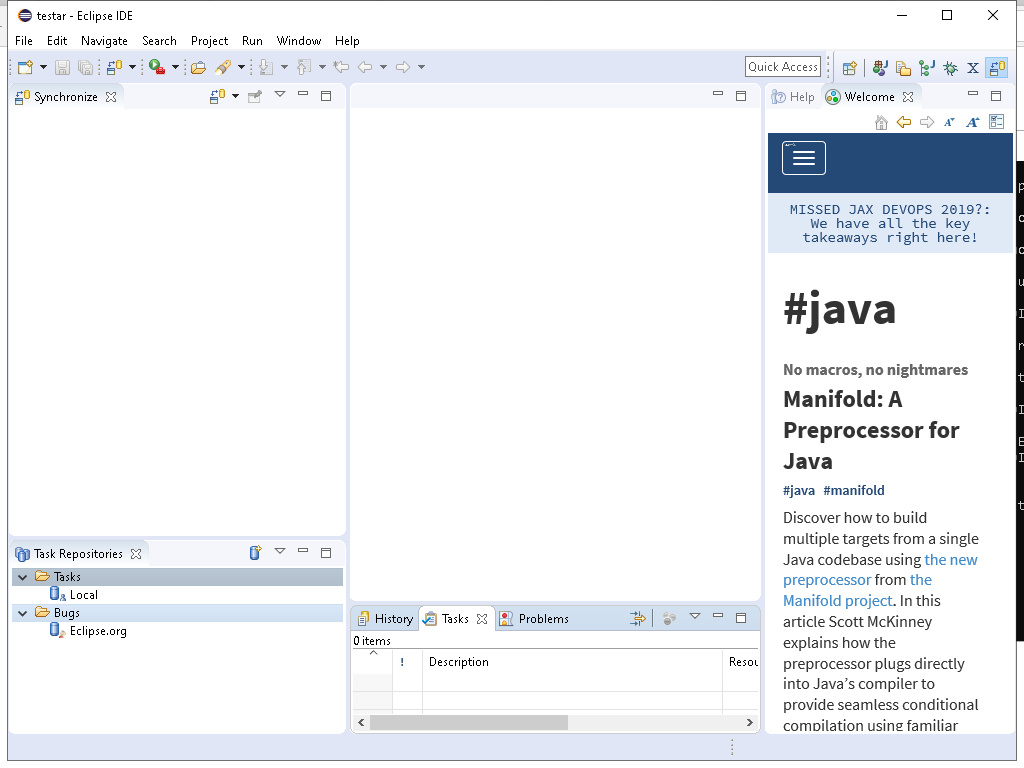 testar - Eclipse IDE
File Edit Navigate Search Project Run Window Help
Quick Access
Synchronize
Help Welcome
MISSED JAX DEVOPS 2019?:
We have all the key
takeaways right here!
#java
No macros, no nightmares
Manifold: A
Preprocessor for
Java
#java #manifold
Discover how to build
multiple targets from a single
Java codebase using the new
preprocessor from the
Manifold project. In this
article Scott McKinney
explains how the
preprocessor plugs directly
into Java’s compiler to
provide seamless conditional
compilation using familiar
Task Repositories
Tasks
Local
Bugs
Eclipse.org
History Tasks Problems
0 items
! Description Resou